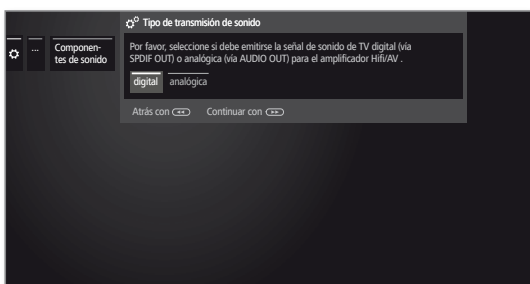 Tipo de transmisión de sonido
...
Componen-
tes de sonido
Por favor, seleccione si debe emitirse la señal de sonido de TV digital (vía
SPDIF OUT) o analógica (vía AUDIO OUT) para el amplificador Hifi/AV .
digital analógica
Atrás con Continuar con